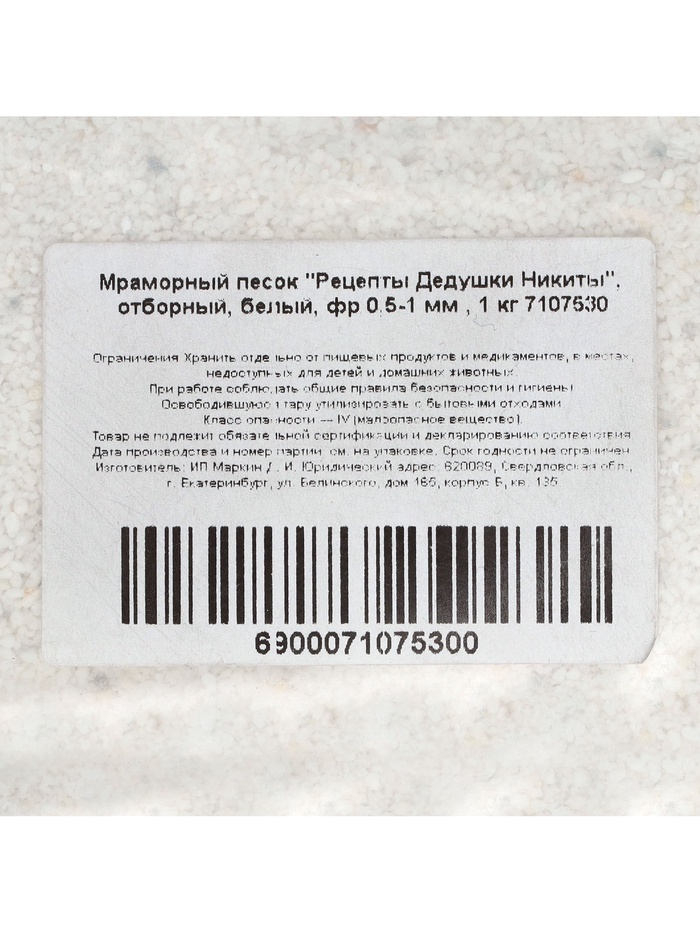 Мраморный песок "Рецепты Дедушки Никиты",
отборный, белый, фр 0,5-1 мм , 1 кг 7107530
Ограничения Хранить отдельно от пищевых продуктов и медикаментов, в местах,
недоступных для детей и домашних животных.
При работе соблюдать общие правила безопасности и гигиены
Освободившуюся тару утилизировать с бытовыми отходами
Класс опасности — IV (малоопасное вещество).
Товар не подлежит обязательной сертификации и декларированию соответствия
Дата производства и номер партии см. на упаковке. Срок годности не ограничен
Изготовитель: ИП Маркин Д. И. Юридический адрес: 620089, Свердловская обл.,
г. Екатеринбург, ул. Белинского, дом 165, корпус Б, кв. 135
6900071075300